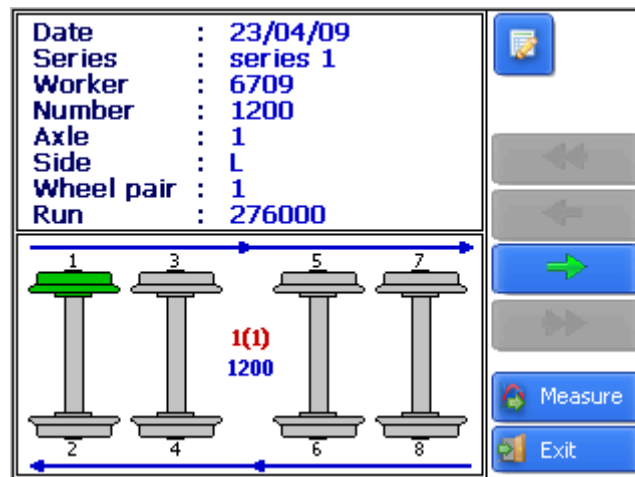 Date : 23/04/09
Series : series 1
Worker : 6709
Number : 1200
Axle : 1
Side : L
Wheel pair : 1
Run : 276000
1 3 5 7
1(1)
1200
2 4 6 8
Measure
Exit